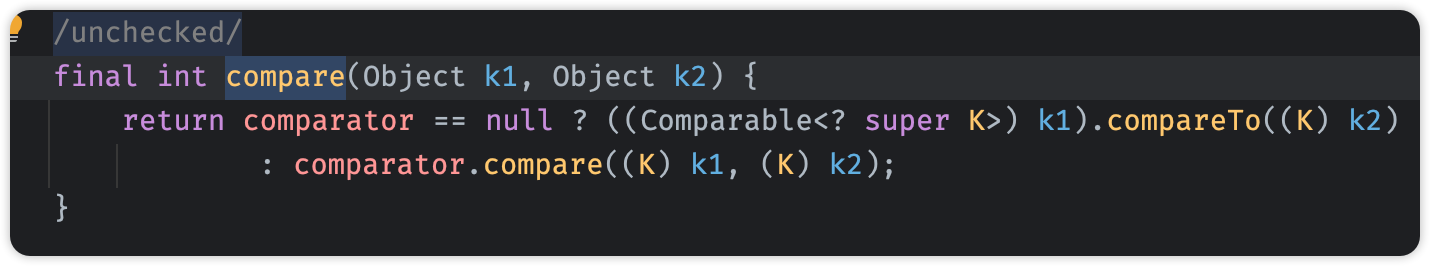 /unchecked/
final int compare(Object k1, Object k2) {
return comparator == null ? ((Comparable<? super K>) k1).compareTo((K) k2)
: comparator.compare((K) k1, (K) k2);
}